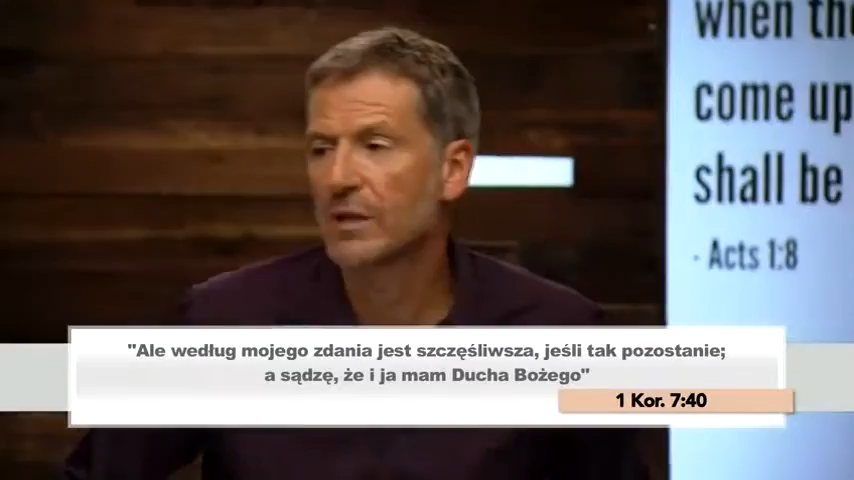 when the
come up
shall be
- Acts 1:8
"Ale według mojego zdania jest szczęśliwsza, jeśli tak pozostanie;
a sądzę, że i ja mam Ducha Bożego"
1 Kor. 7:40